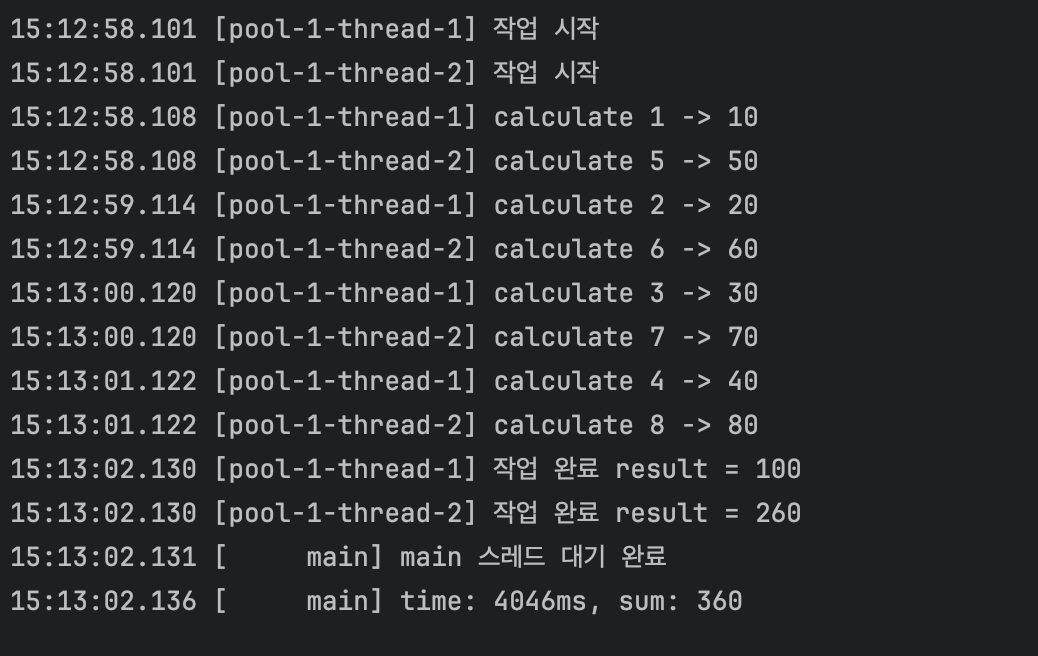 15:12:58.101 [pool-1-thread-1] 작업 시작
15:12:58.101 [pool-1-thread-2] 작업 시작
15:12:58.108 [pool-1-thread-1] calculate 1 -> 10
15:12:58.108 [pool-1-thread-2] calculate 5 -> 50
15:12:59.114 [pool-1-thread-1] calculate 2 -> 20
15:12:59.114 [pool-1-thread-2] calculate 6 -> 60
15:13:00.120 [pool-1-thread-1] calculate 3 -> 30
15:13:00.120 [pool-1-thread-2] calculate 7 -> 70
15:13:01.122 [pool-1-thread-1] calculate 4 -> 40
15:13:01.122 [pool-1-thread-2] calculate 8 -> 80
15:13:02.130 [pool-1-thread-1] 작업 완료 result = 100
15:13:02.130 [pool-1-thread-2] 작업 완료 result = 260
15:13:02.131 [     main] main 스레드 대기 완료
15:13:02.136 [     main] time: 4046ms, sum: 360